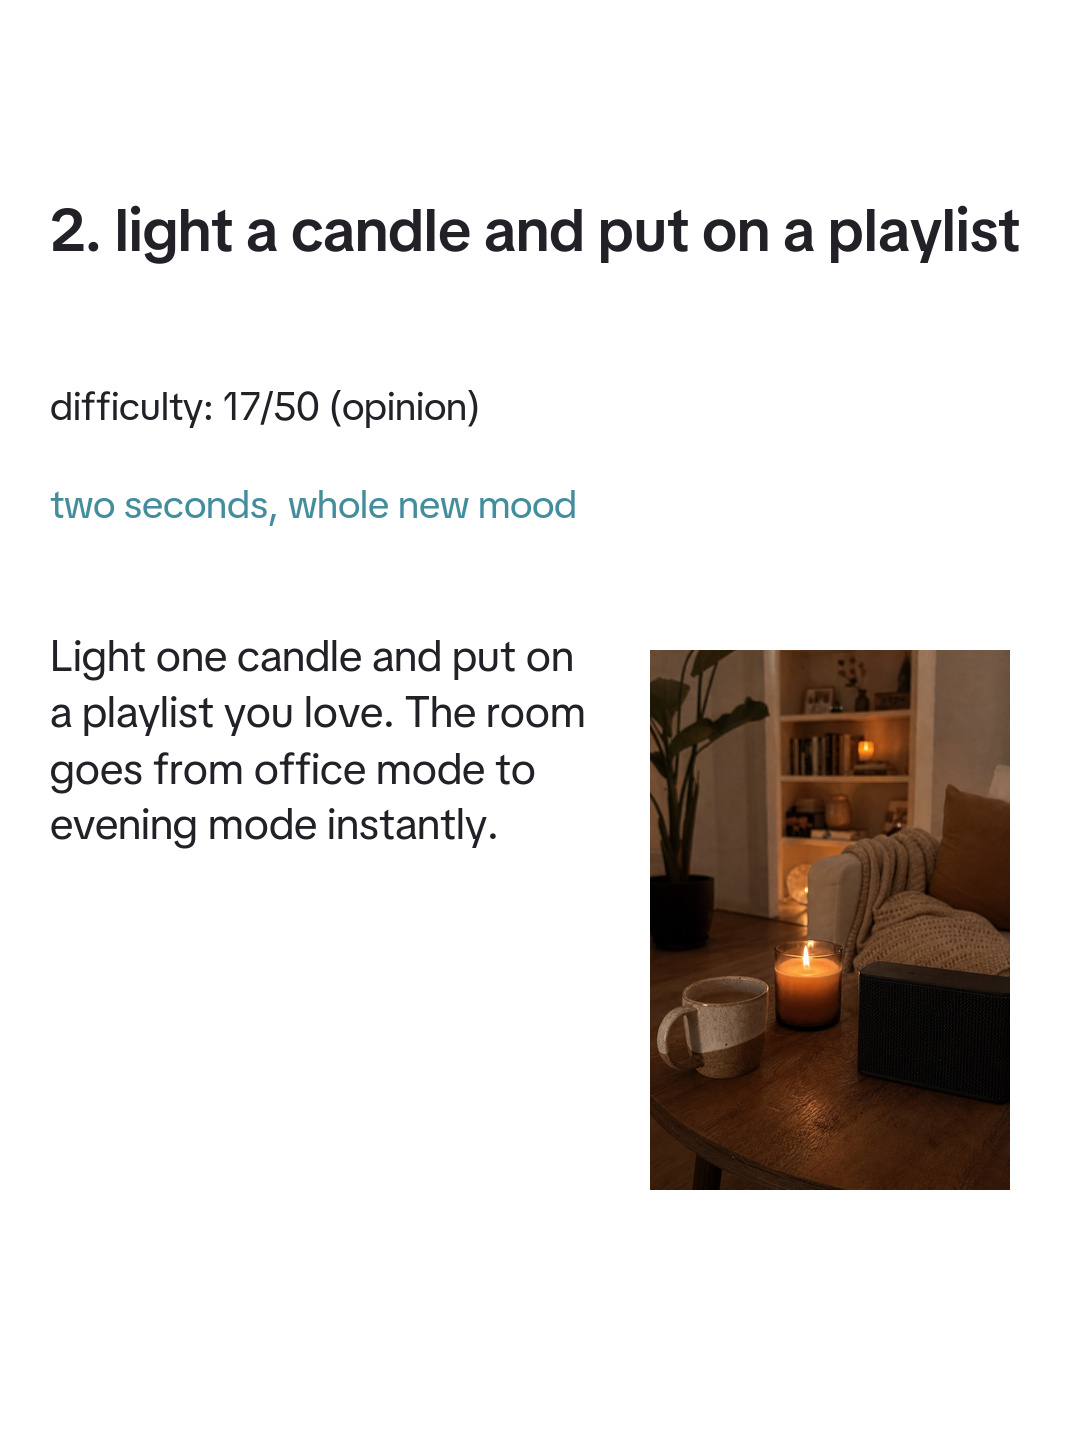 2. light a candle and put on a playlist
difficulty: 17/50 (opinion)
two seconds, whole new mood
Light one candle and put on
a playlist you love. The room
goes from office mode to
evening mode instantly.